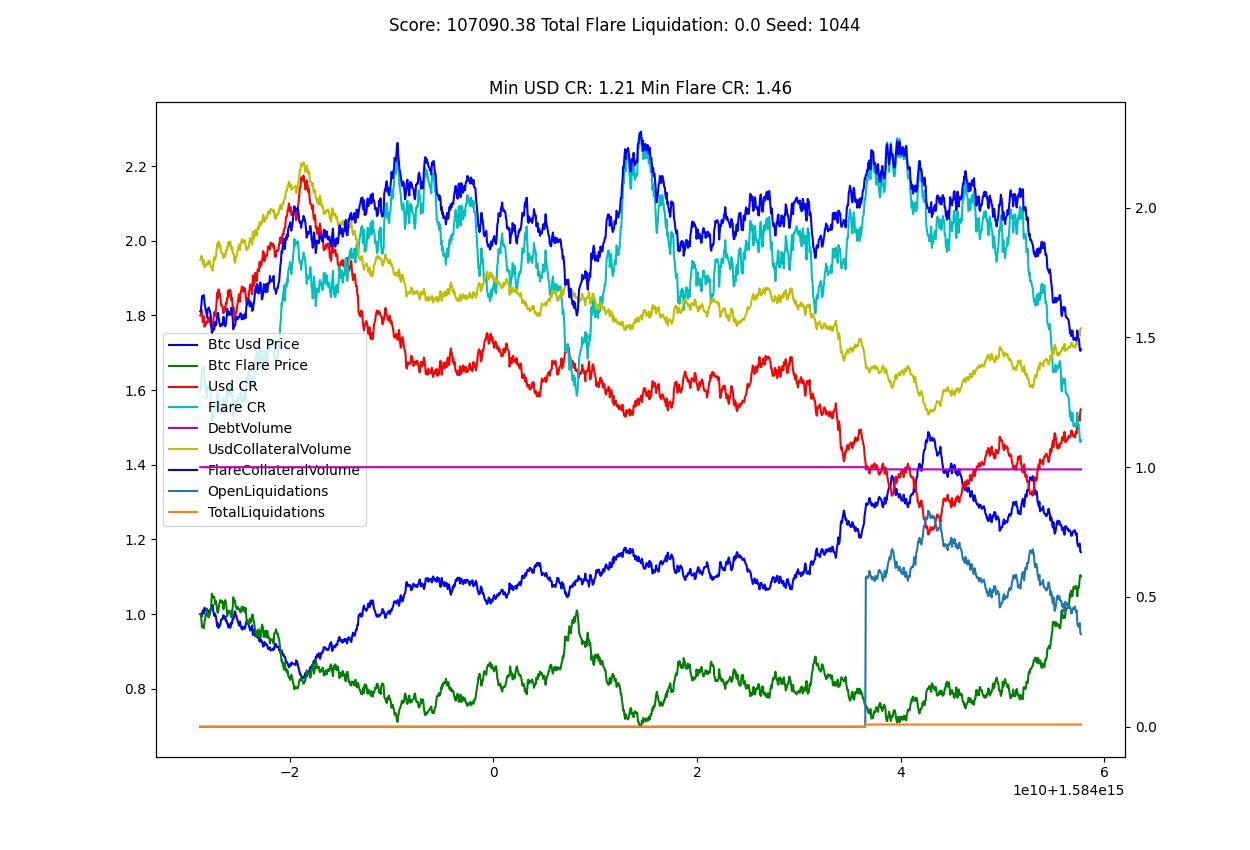 Score: 107090.38 Total Flare Liquidation: 0.0 Seed: 1044
Min USD CR: 1.21 Min Flare CR: 1.46
2.2
2.0
1.8
1.6
1.4
1.2
1.0
0.8
Btc Usd Price
Btc Flare Price
Usd CR
Flare CR
DebtVolume
UsdCollateralVolume
FlareCollateralVolume
OpenLiquidations
TotalLiquidations
2.0
1.5
1.0
0.5
0.0
−2 0 2 4 6
1e10+1.584e15